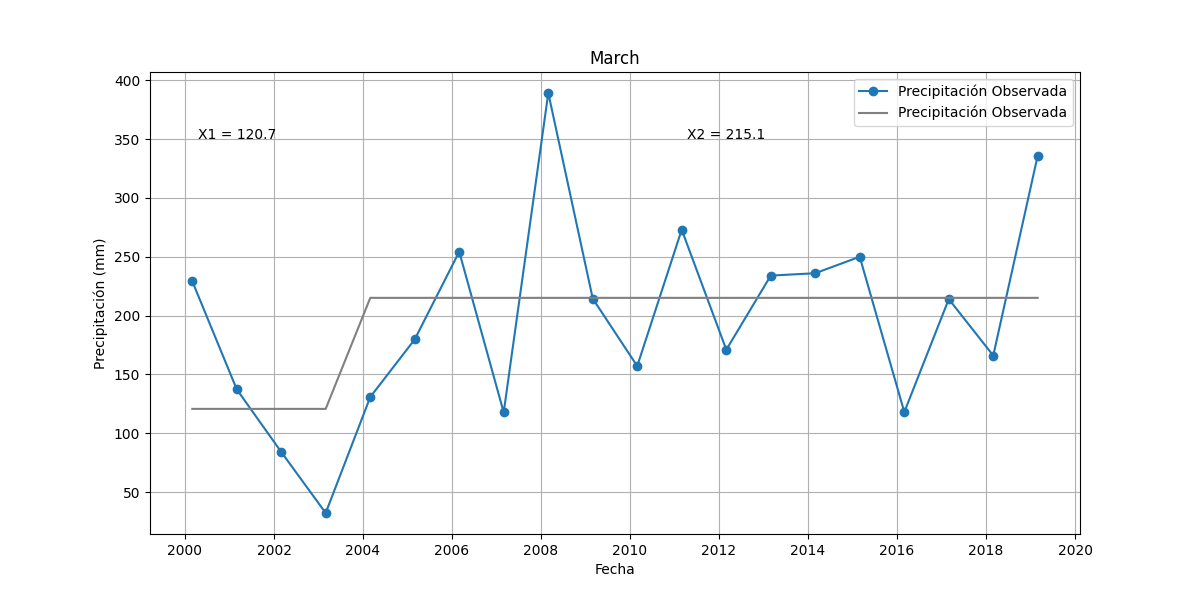 March
400
350
300
250
200
150
100
50
Precipitación (mm)
X1 = 120.7
X2 = 215.1
Precipitación Observada
Precipitación Observada
2000 2002 2004 2006 2008 2010 2012 2014 2016 2018 2020
Fecha